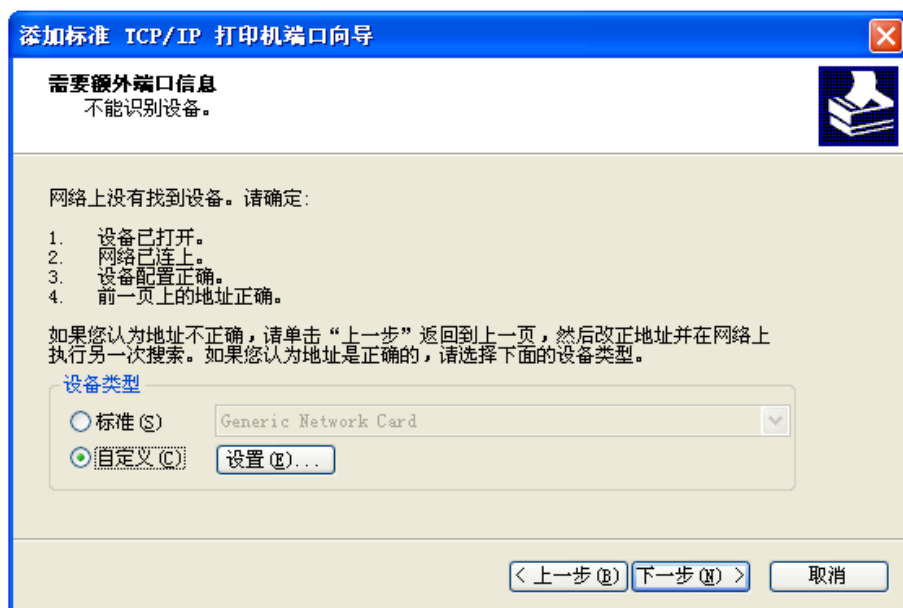 添加标准 TCP/IP 打印机端口向导
需要额外端口信息
不能识别设备。
网络上没有找到设备。请确定:
1. 设备已打开。
2. 网络已连上。
3. 设备配置正确。
4. 前一页上的地址正确。
如果您认为地址不正确，请单击“上一步”返回到上一页，然后改正地址并在网络上
执行另一次搜索。如果您认为地址是正确的，请选择下面的设备类型。
设备类型
标准(S) Generic Network Card
自定义(C) 设置(E)...
< 上一步(B) 下一步(N) > 取消